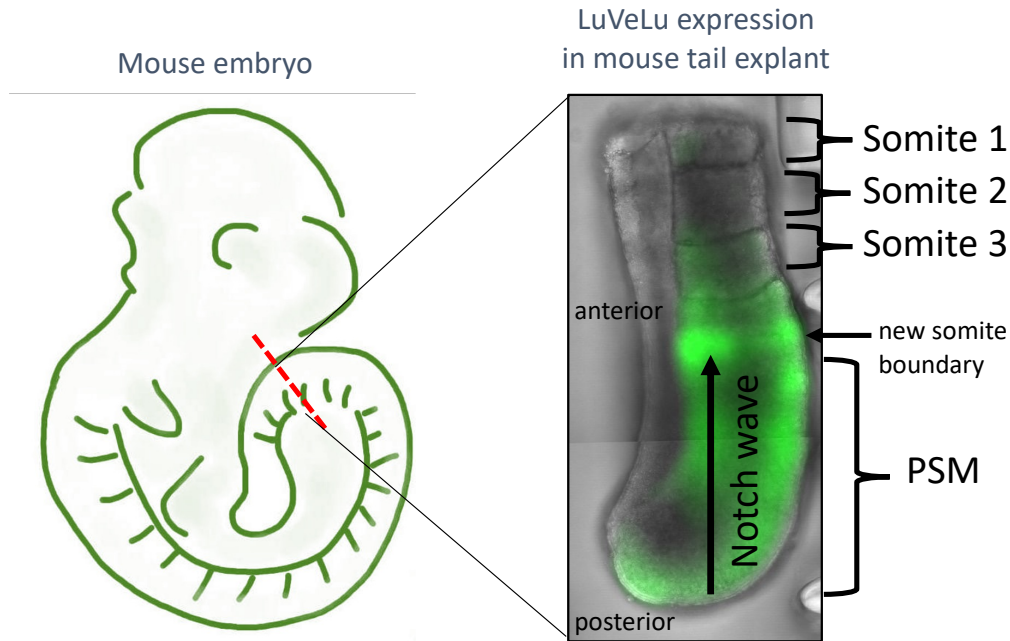 Mouse embryo
LuVeLu expression
in mouse tail explant
Somite 1
Somite 2
Somite 3
anterior
new somite
boundary
Notch wave
PSM
posterior